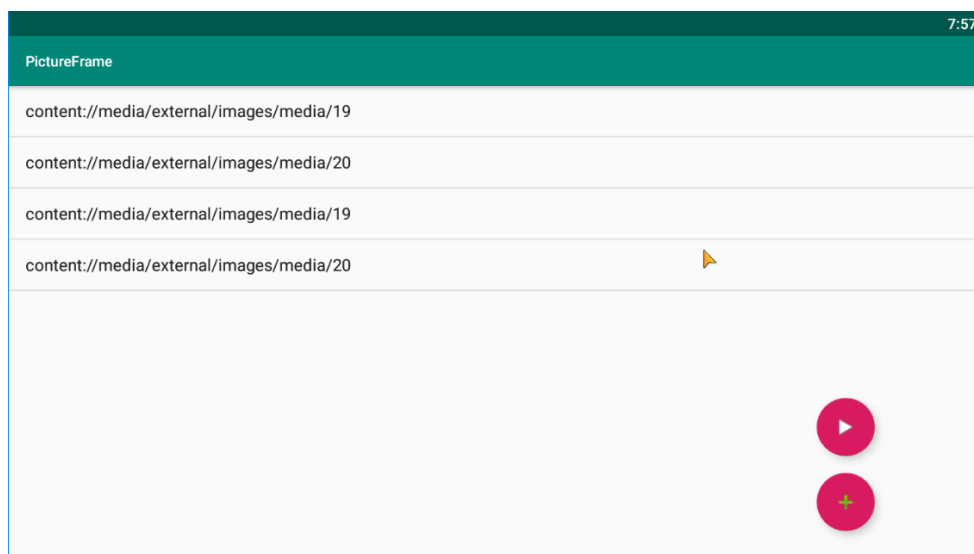 7:57
PictureFrame
content://media/external/images/media/19
content://media/external/images/media/20
content://media/external/images/media/19
content://media/external/images/media/20